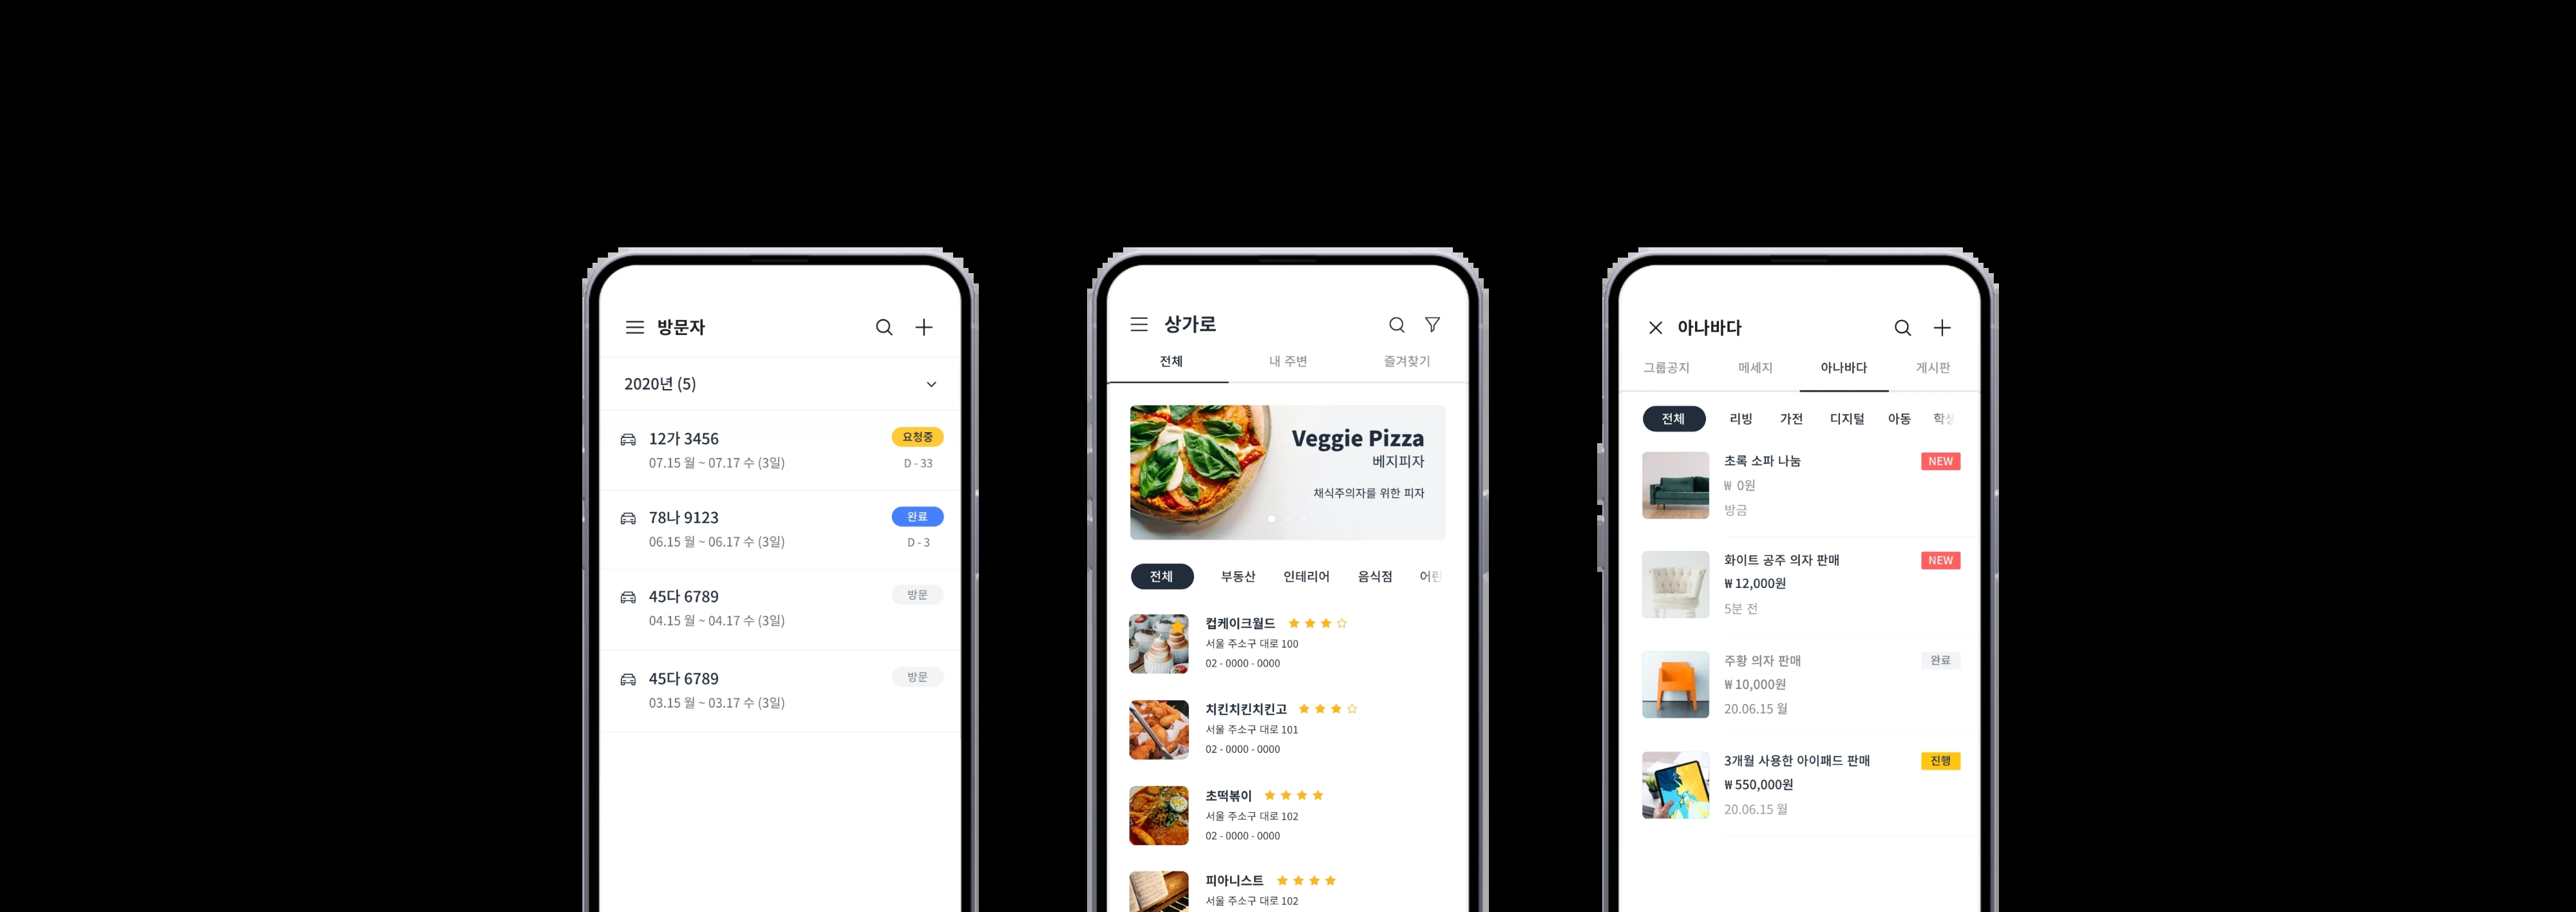 방문자
2020년 (5)
12가 3456
요청중
07.15 월 ~ 07.17 수 (3일)
D - 33
78나 9123
완료
06.15 월 ~ 06.17 수 (3일)
D - 3
45다 6789
방문
04.15 월 ~ 04.17 수 (3일)
45다 6789
방문
03.15 월 ~ 03.17 수 (3일)
상가로
전체 내 주변 즐겨찾기
Veggie Pizza
베지피자
채식주의자를 위한 피자
전체 부동산 인테리어 음식점 어린
컵케이크월드
서울 주소구 대로 100
02 - 0000 - 0000
치킨치킨치킨고
서울 주소구 대로 101
02 - 0000 - 0000
초떡볶이
서울 주소구 대로 102
02 - 0000 - 0000
피아니스트
서울 주소구 대로 102
아나바다
그룹공지 메세지 아나바다 게시판
전체 리빙 가전 디지털 아동 학생
초록 소파 나눔
NEW
₩ 0원
방금
화이트 공주 의자 판매
NEW
₩ 12,000원
5분 전
주황 의자 판매
완료
₩ 10,000원
20.06.15 월
3개월 사용한 아이패드 판매
진행
₩ 550,000원
20.06.15 월